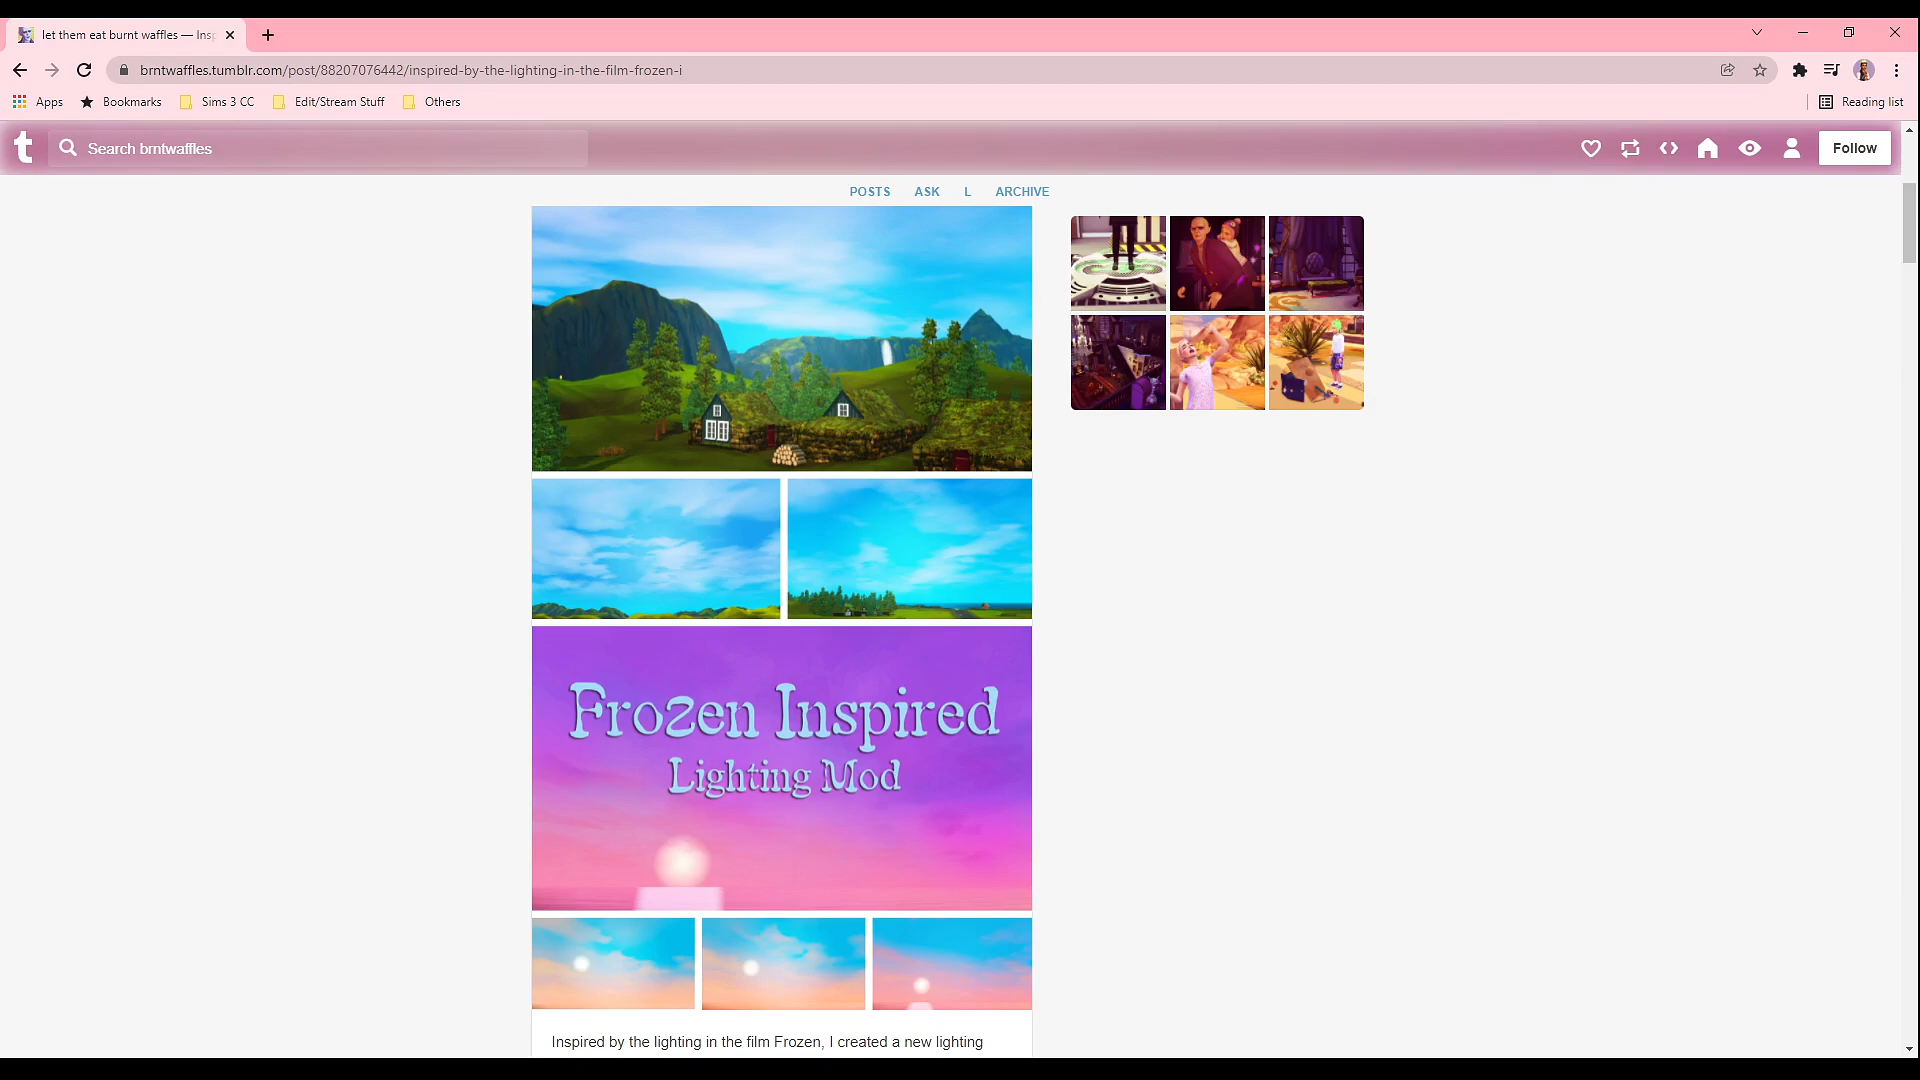 let them eat burnt waffles — Insp
brntwaffles.tumblr.com/post/88207076442/inspired-by-the-lighting-in-the-film-frozen-i
Apps Bookmarks Sims 3 CC Edit/Stream Stuff Others Reading list
t Search brntwaffles Follow
POSTS ASK L ARCHIVE
Frozen Inspired
Lighting Mod
Inspired by the lighting in the film Frozen, I created a new lighting